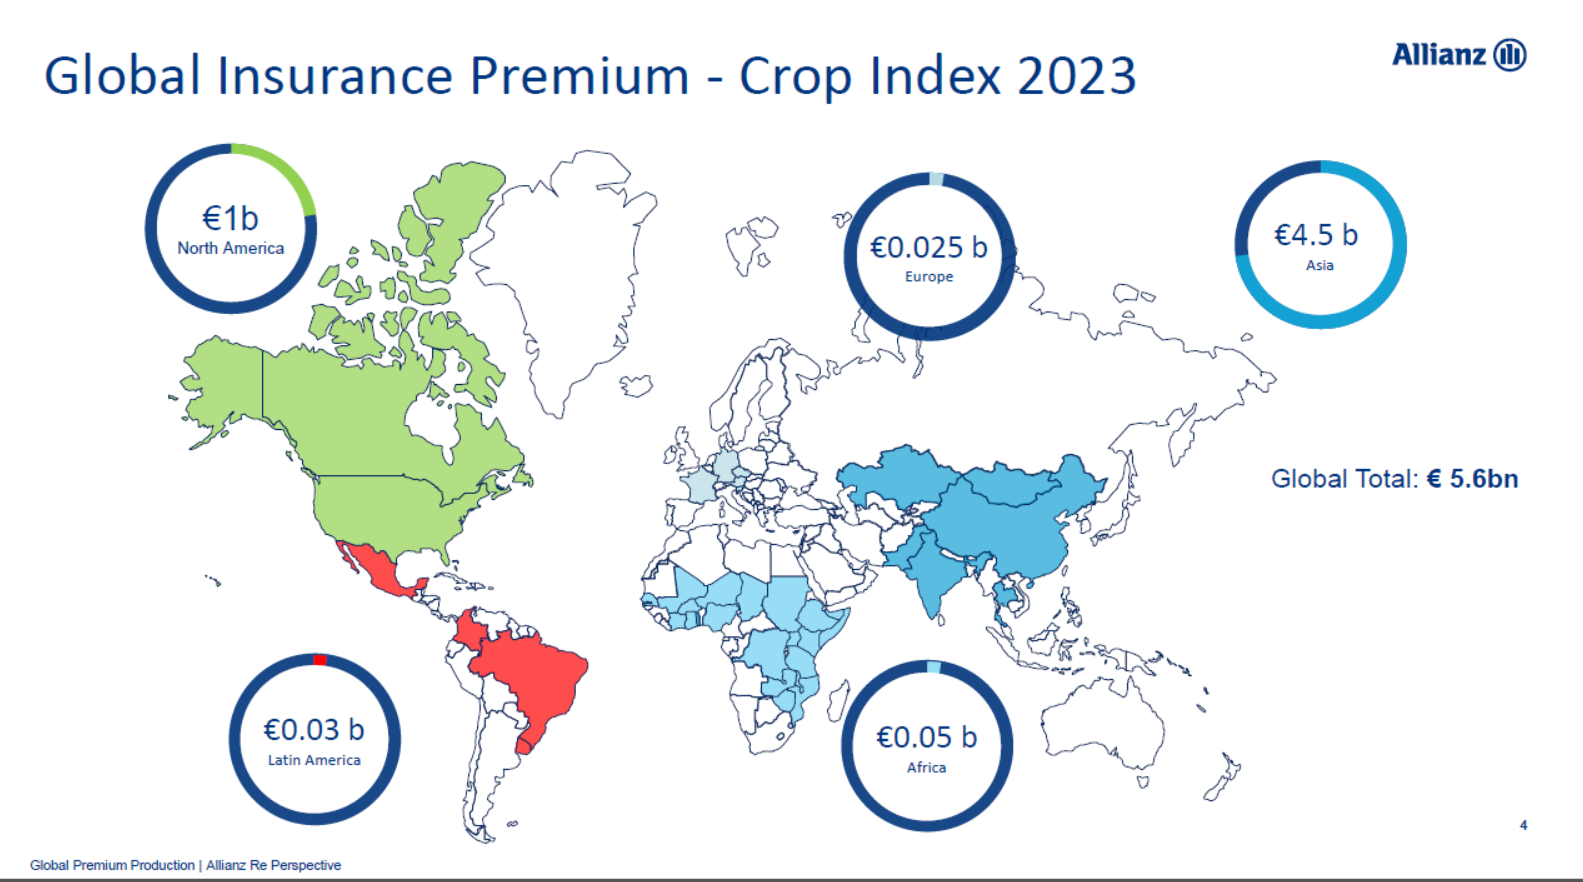 Global Insurance Premium - Crop Index 2023
Allianz
€1b
North America
€0.025 b
Europe
€4.5 b
Asia
Global Total: € 5.6bn
€0.03 b
Latin America
€0.05 b
Africa
4
Global Premium Production | Allianz Re Perspective